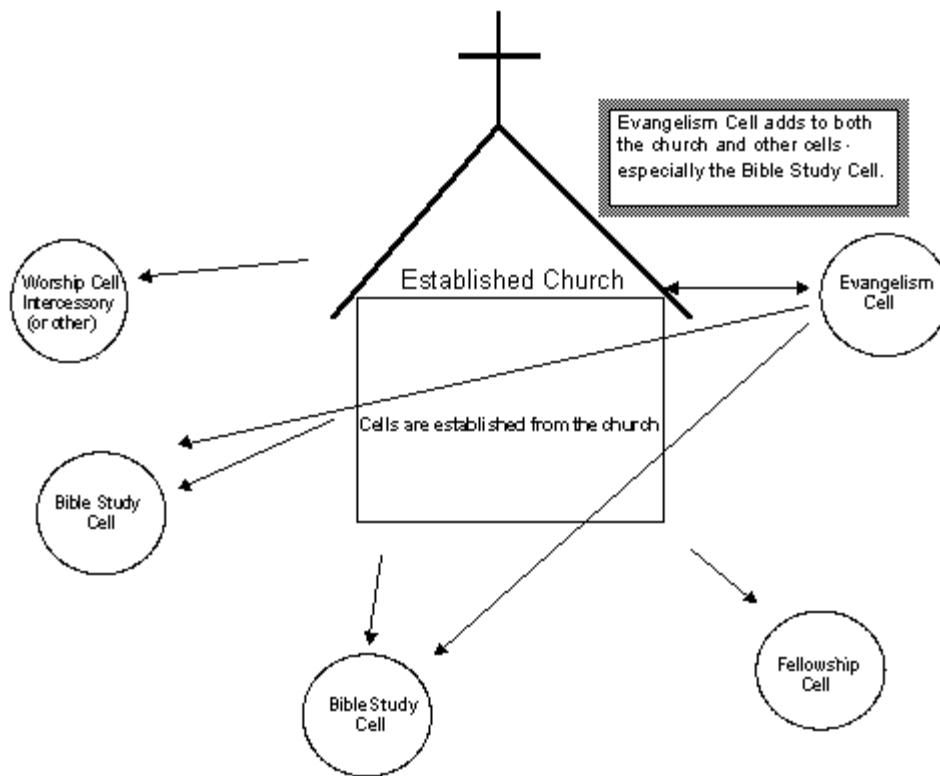 Evangelism Cell adds to both
the church and other cells -
especially the Bible Study Cell.
Worship Cell
Intercessory
(or other)
Established Church
Evangelism
Cell
Cells are established from the church
Bible Study
Cell
Bible Study
Cell
Fellowship
Cell